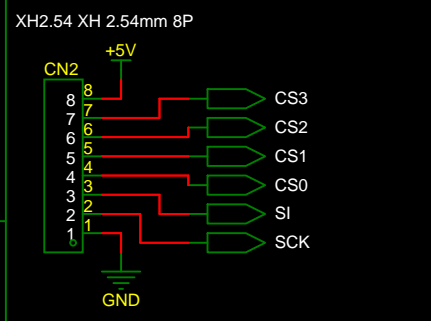 XH2.54 XH 2.54mm 8P
+5V
CN2
8 8 CS3
7 7
6 6 CS2
5 5 CS1
4 4 CS0
3 3 SI
2 2 SCK
1 1
GND